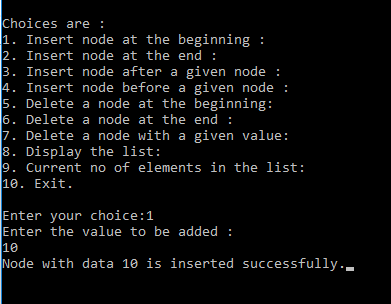 Choices are :
1. Insert node at the beginning :
2. Insert node at the end :
3. Insert node after a given node :
4. Insert node before a given node :
5. Delete a node at the beginning:
6. Delete a node at the end :
7. Delete a node with a given value:
8. Display the list:
9. Current no of elements in the list:
10. Exit.
Enter your choice:1
Enter the value to be added :
10
Node with data 10 is inserted successfully.